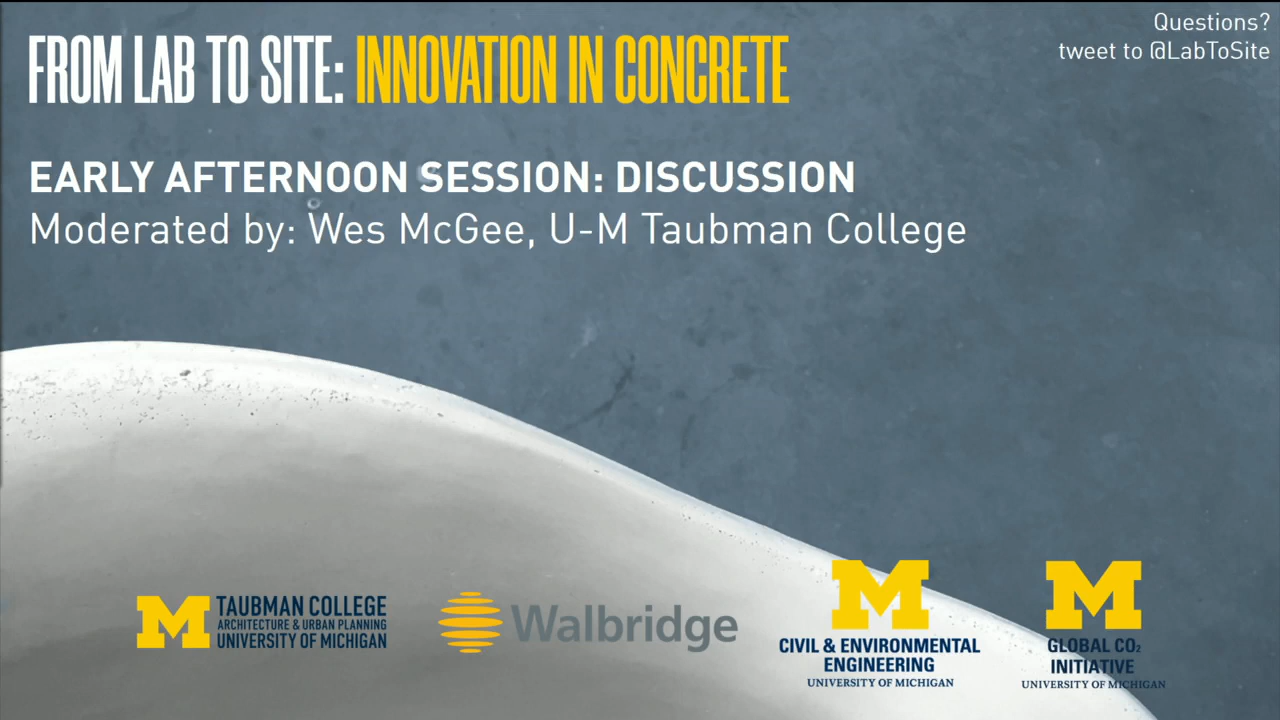 Questions?
tweet to @LabToSite
FROM LAB TO SITE: INNOVATION IN CONCRETE
EARLY AFTERNOON SESSION: DISCUSSION
Moderated by: Wes McGee, U-M Taubman College
M TAUBMAN COLLEGE
ARCHITECTURE & URBAN PLANNING
UNIVERSITY OF MICHIGAN
Walbridge
M
CIVIL & ENVIRONMENTAL
ENGINEERING
UNIVERSITY OF MICHIGAN
M
GLOBAL CO₂
INITIATIVE
UNIVERSITY OF MICHIGAN